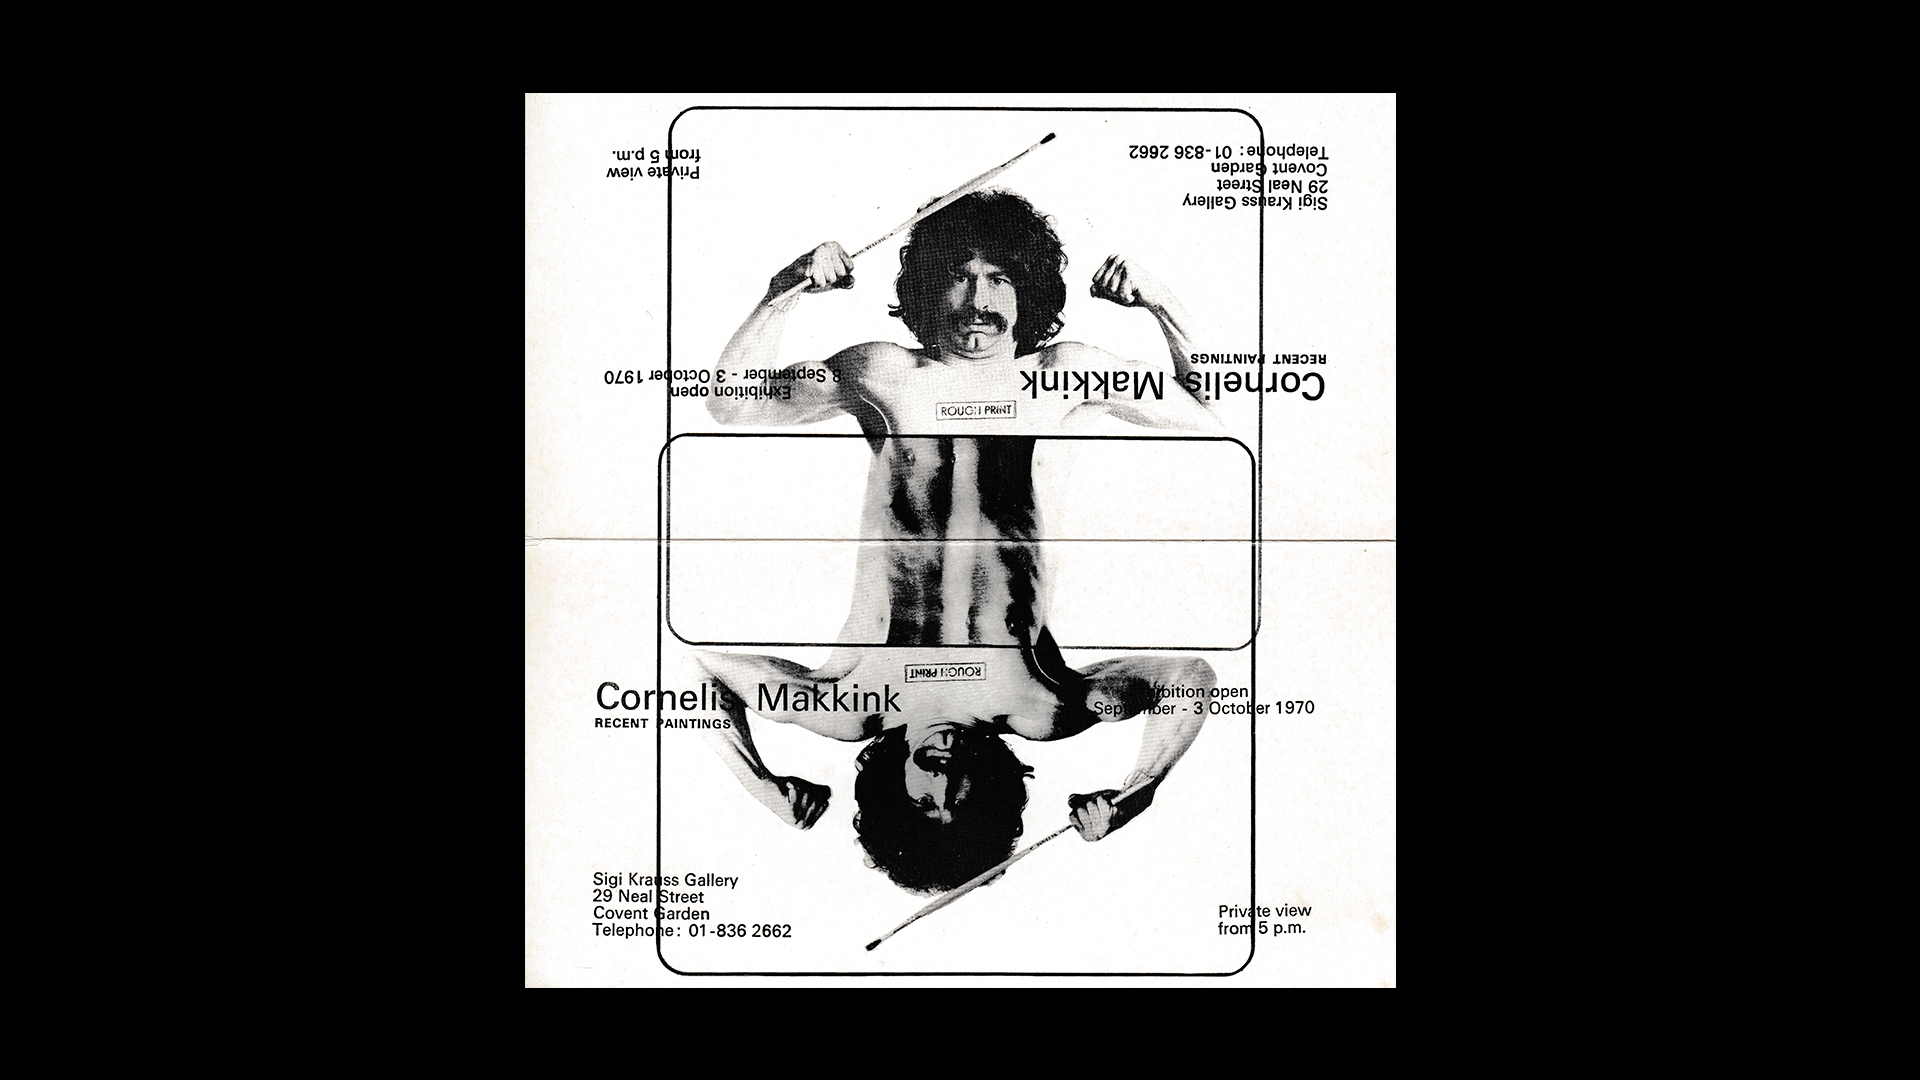 Cornelis Makkink
RECENT PAINTINGS
Exhibition open
8 September - 3 October 1970
Sigi Krauss Gallery
29 Neal Street
Covent Garden
Telephone: 01-836 2662
Private view
from 5 p.m.
ROUGH PRINT
ROUGH PRINT
Cornelis Makkink
RECENT PAINTINGS
Exhibition open
September - 3 October 1970
Sigi Krauss Gallery
29 Neal Street
Covent Garden
Telephone: 01-836 2662
Private view
from 5 p.m.